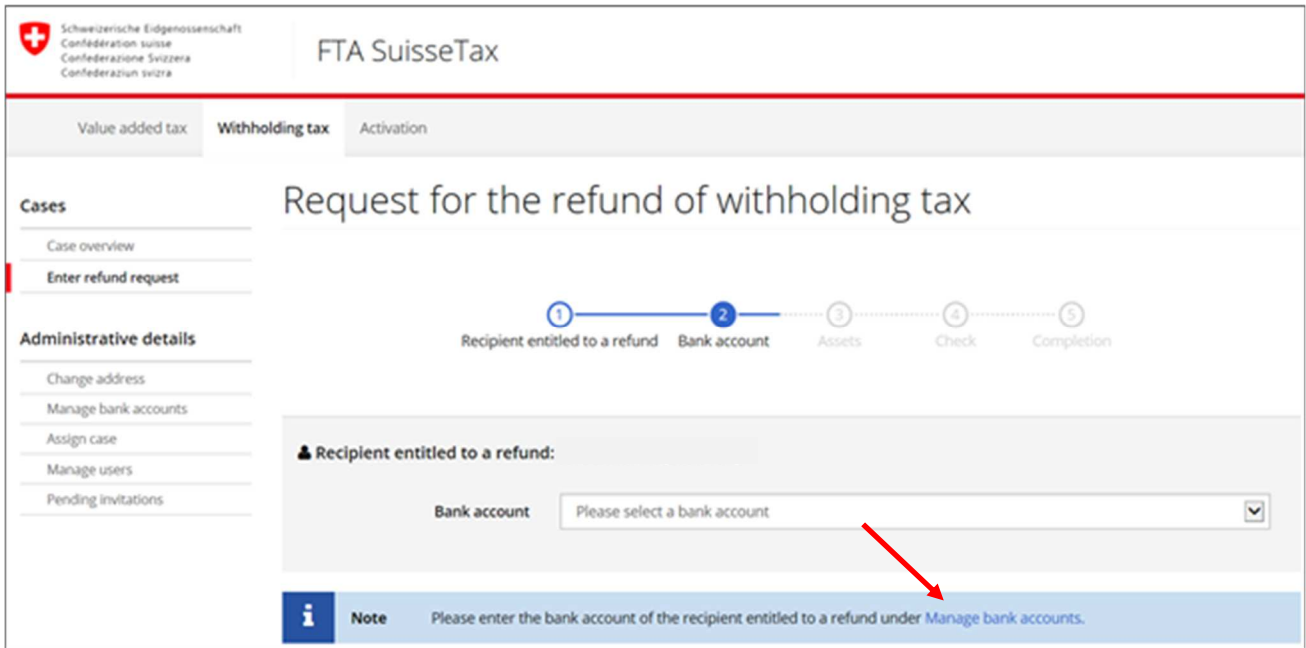 Schweizerische Eidgenossenschaft
Confédération suisse
Confederazione Svizzera
Confederaziun svizra
FTA SuisseTax
Value added tax Withholding tax Activation
Cases
Case overview
Enter refund request
Administrative details
Change address
Manage bank accounts
Assign case
Manage users
Pending invitations
Request for the refund of withholding tax
1 2 3 4 5
Recipient entitled to a refund Bank account Assets Check Completion
Recipient entitled to a refund:
Bank account Please select a bank account
i Note Please enter the bank account of the recipient entitled to a refund under Manage bank accounts.